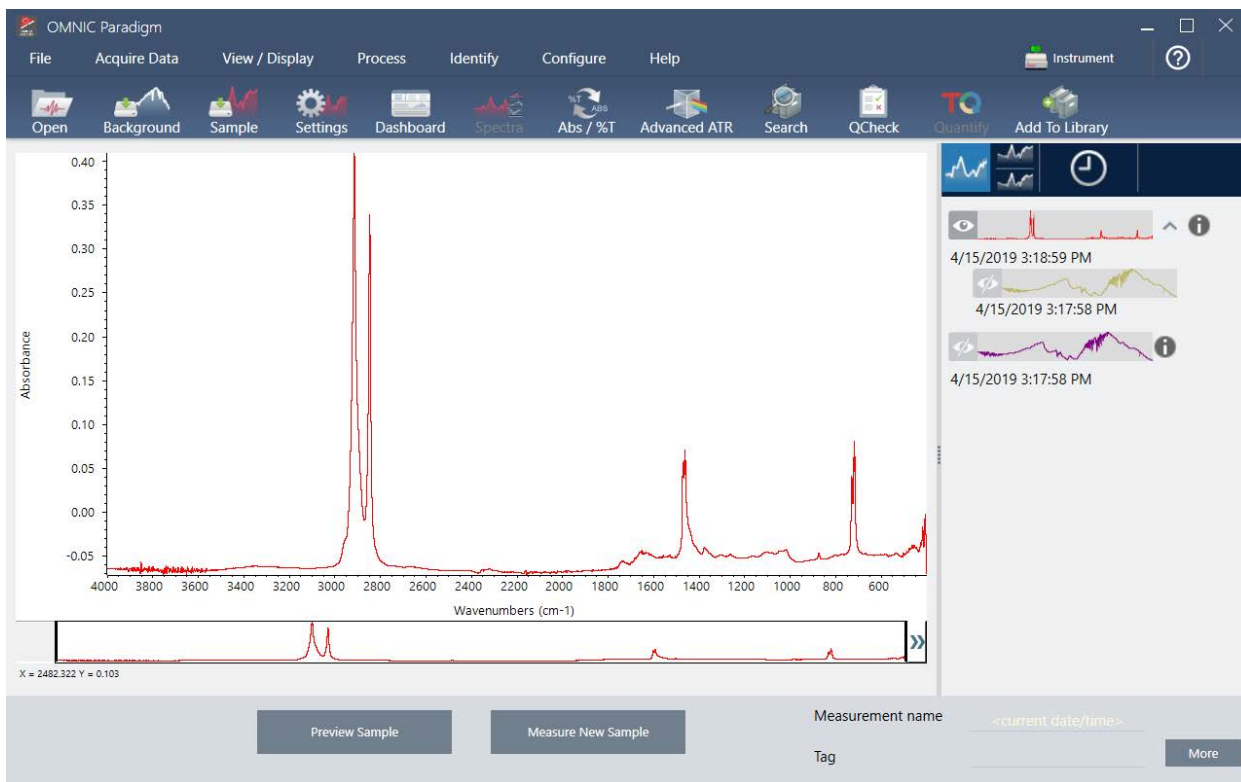 OMNIC Paradigm
File Acquire Data View / Display Process Identify Configure Help Instrument
Open Background Sample Settings Dashboard Spectra %T ABS Abs / %T Advanced ATR Search QCheck TQ Quantify Add To Library
0.40
0.35
0.30
0.25
0.20
0.15
0.10
0.05
0.00
-0.05
Absorbance
4000 3800 3600 3400 3200 3000 2800 2600 2400 2200 2000 1800 1600 1400 1200 1000 800 600
Wavenumbers (cm-1)
X = 2482.322 Y = 0.103
4/15/2019 3:18:59 PM
4/15/2019 3:17:58 PM
4/15/2019 3:17:58 PM
Preview Sample Measure New Sample
Measurement name <current date/time>
Tag
More